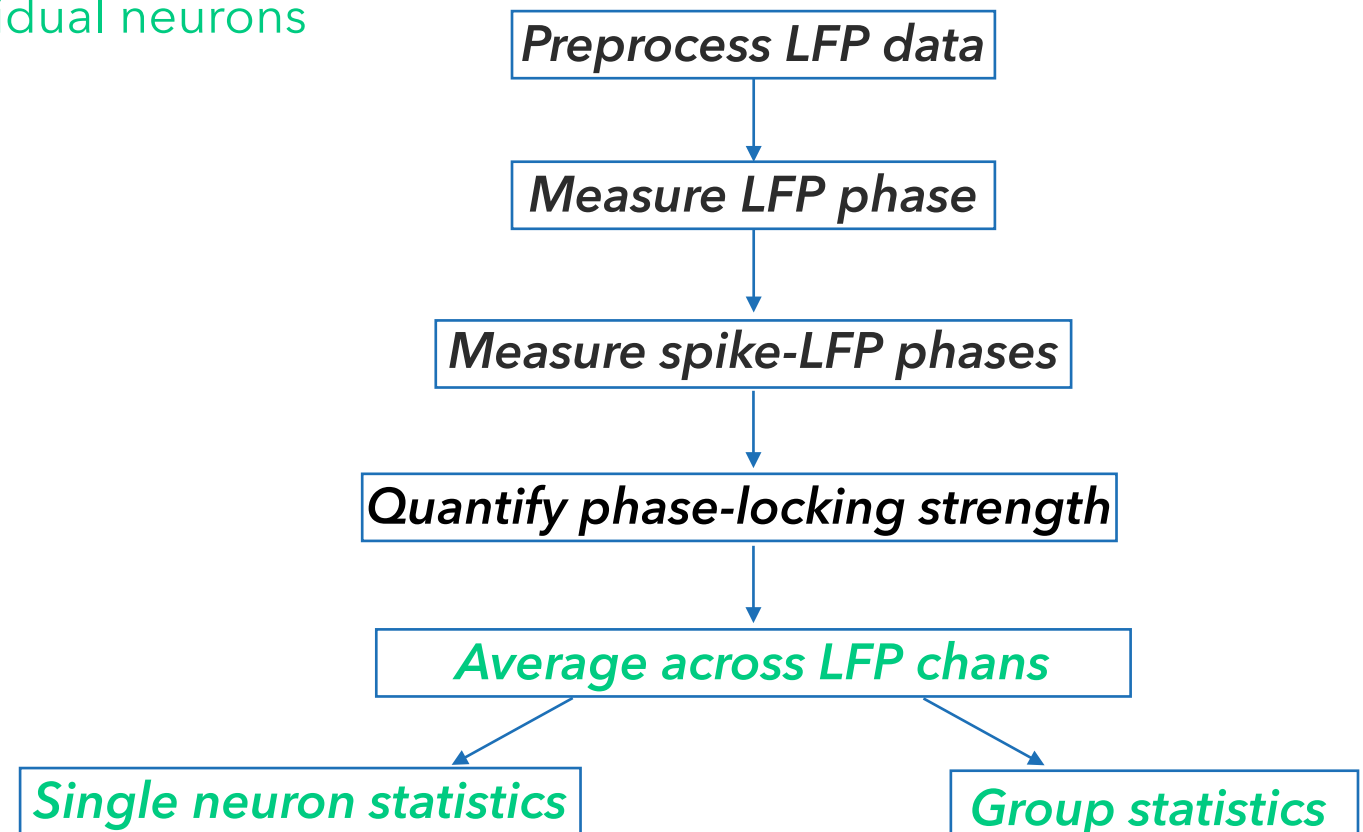 dual neurons
Preprocess LFP data
Measure LFP phase
Measure spike-LFP phases
Quantify phase-locking strength
Average across LFP chans
Single neuron statistics
Group statistics